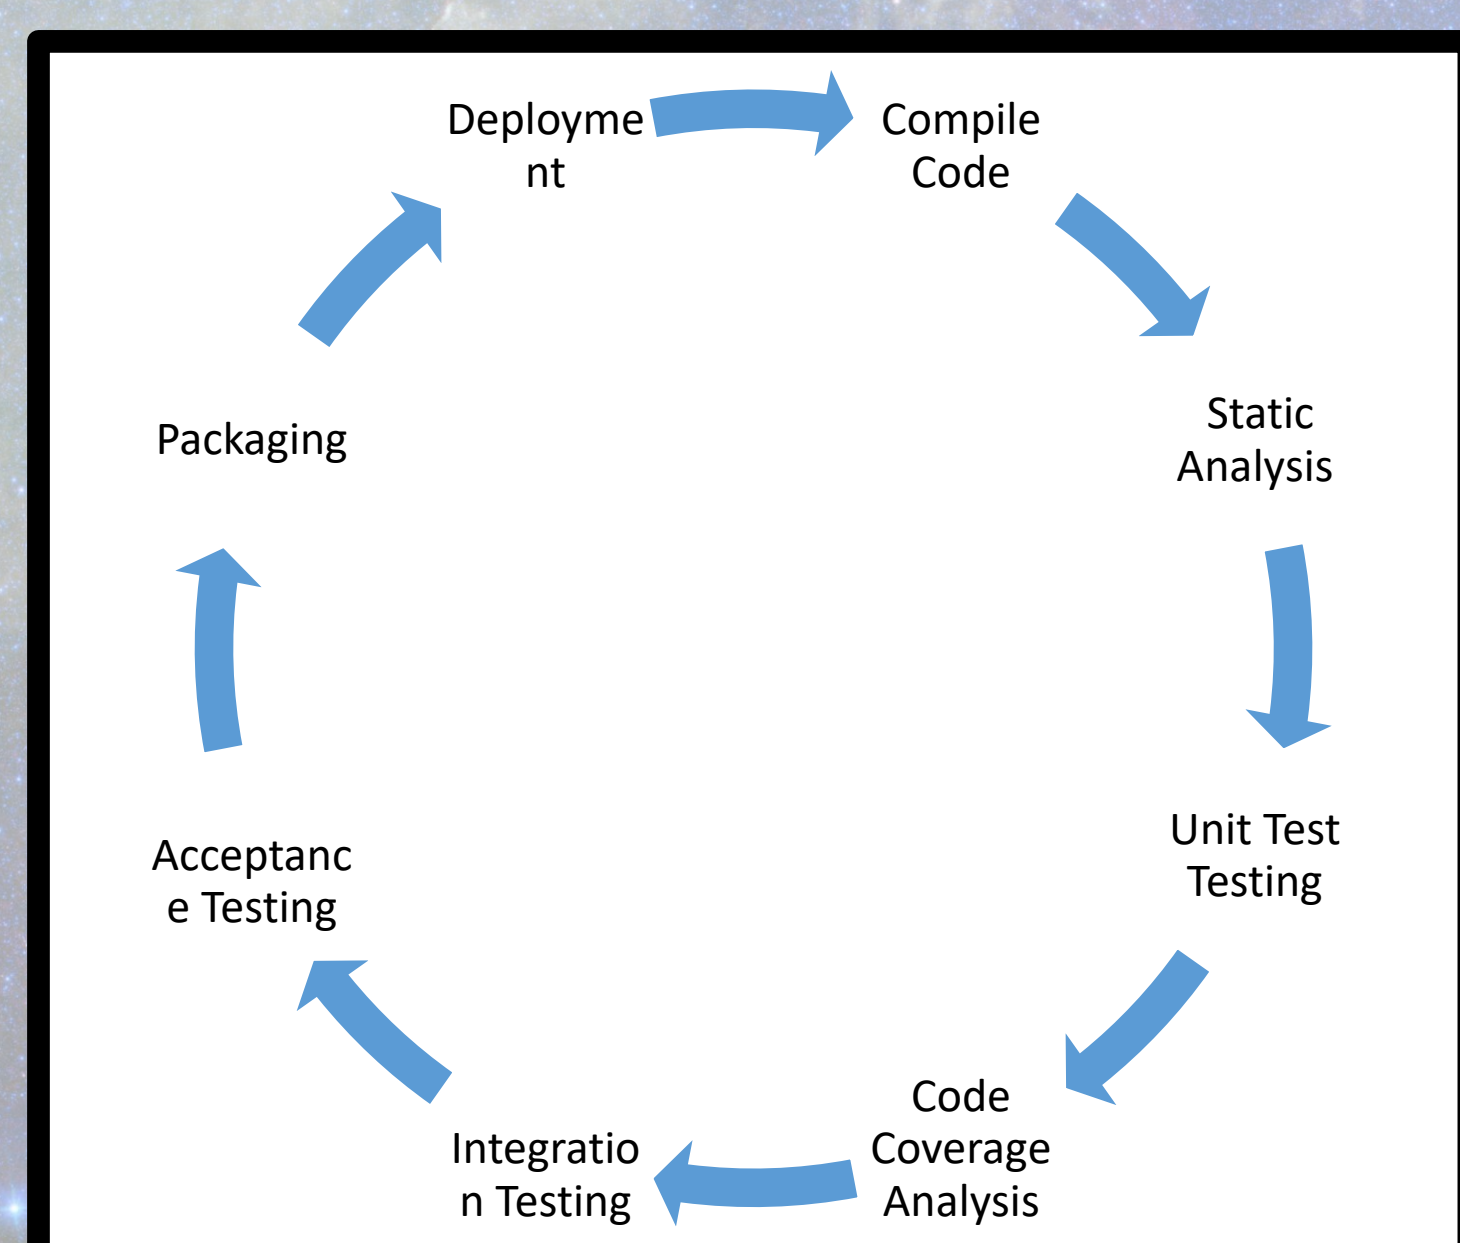 Deployme
nt
Compile
Code
Static
Analysis
Unit Test
Testing
Code
Coverage
Analysis
Integratio
n Testing
Acceptanc
e Testing
Packaging